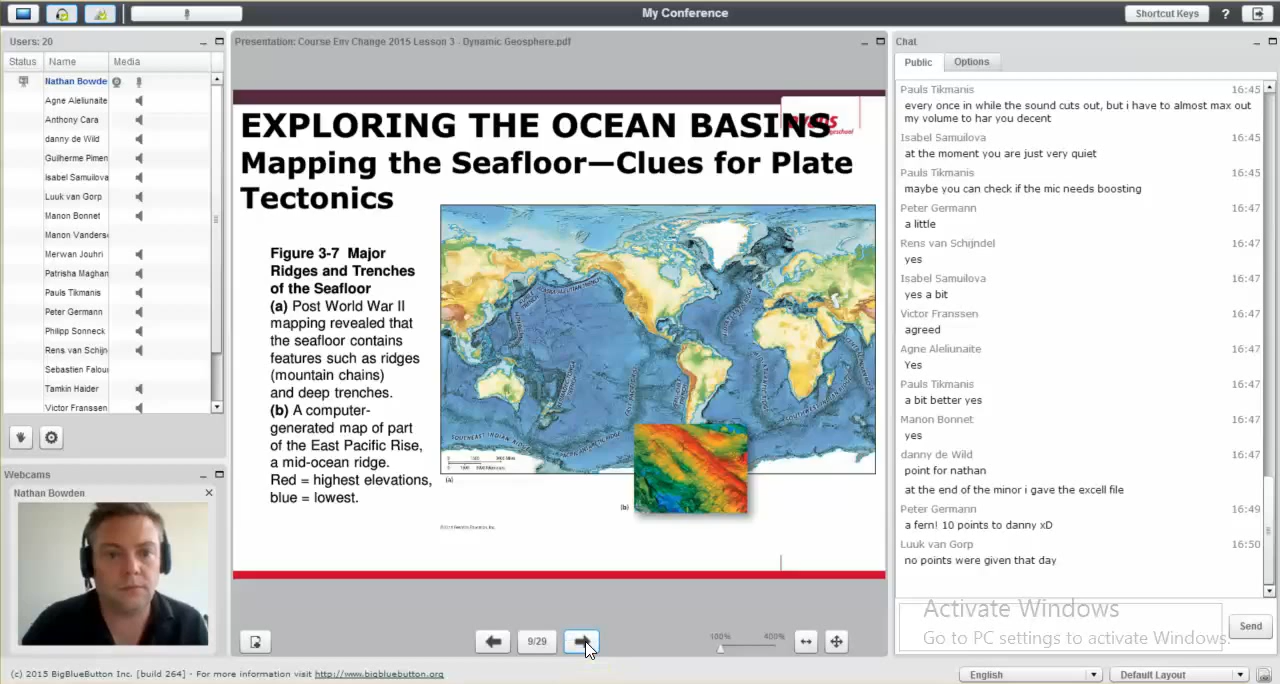 My Conference
Shortcut Keys
?
Users: 20
Status Name Media
Nathan Bowde
Agne Aleliunaite
Anthony Cara
danny de Wild
Guilherme Pimen
Isabel Samuilova
Luuk van Gorp
Manon Bonnet
Manon Vanders
Merwan Jouhri
Patrisha Maghan
Pauls Tikmanis
Peter Germann
Philipp Sonneck
Rens van Schijn
Sebastien Falou
Tamkin Haider
Victor Franssen
Webcams
Nathan Bowden
Presentation: Course Env Change 2015 Lesson 3 - Dynamic Geosphere.pdf
EXPLORING THE OCEAN BASINS
Mapping the Seafloor—Clues for Plate
Tectonics
Figure 3-7 Major
Ridges and Trenches
of the Seafloor
(a) Post World War II
mapping revealed that
the seafloor contains
features such as ridges
(mountain chains)
and deep trenches.
(b) A computer-
generated map of part
of the East Pacific Rise,
a mid-ocean ridge.
Red = highest elevations,
blue = lowest.
SOUTHEAST INDIAN RIDGE
(a)
(b)
9/29
100% 400%
Chat
Public Options
Pauls Tikmanis 16:45
every once in while the sound cuts out, but i have to almost max out
my volume to har you decent
Isabel Samuilova 16:45
at the moment you are just very quiet
Pauls Tikmanis 16:45
maybe you can check if the mic needs boosting
Peter Germann 16:47
a little
Rens van Schijndel 16:47
yes
Isabel Samuilova 16:47
yes a bit
Victor Franssen 16:47
agreed
Agne Aleliunaite 16:47
Yes
Pauls Tikmanis 16:47
a bit better yes
Manon Bonnet 16:47
yes
danny de Wild 16:47
point for nathan
at the end of the minor i gave the excell file
Peter Germann 16:49
a fern! 10 points to danny xD
Luuk van Gorp 16:50
no points were given that day
Activate Windows
Go to PC settings to activate Windows.
Send
(c) 2015 BigBlueButton Inc. [build 264] - For more information visit http://www.bigbluebutton.org
English
Default Layout